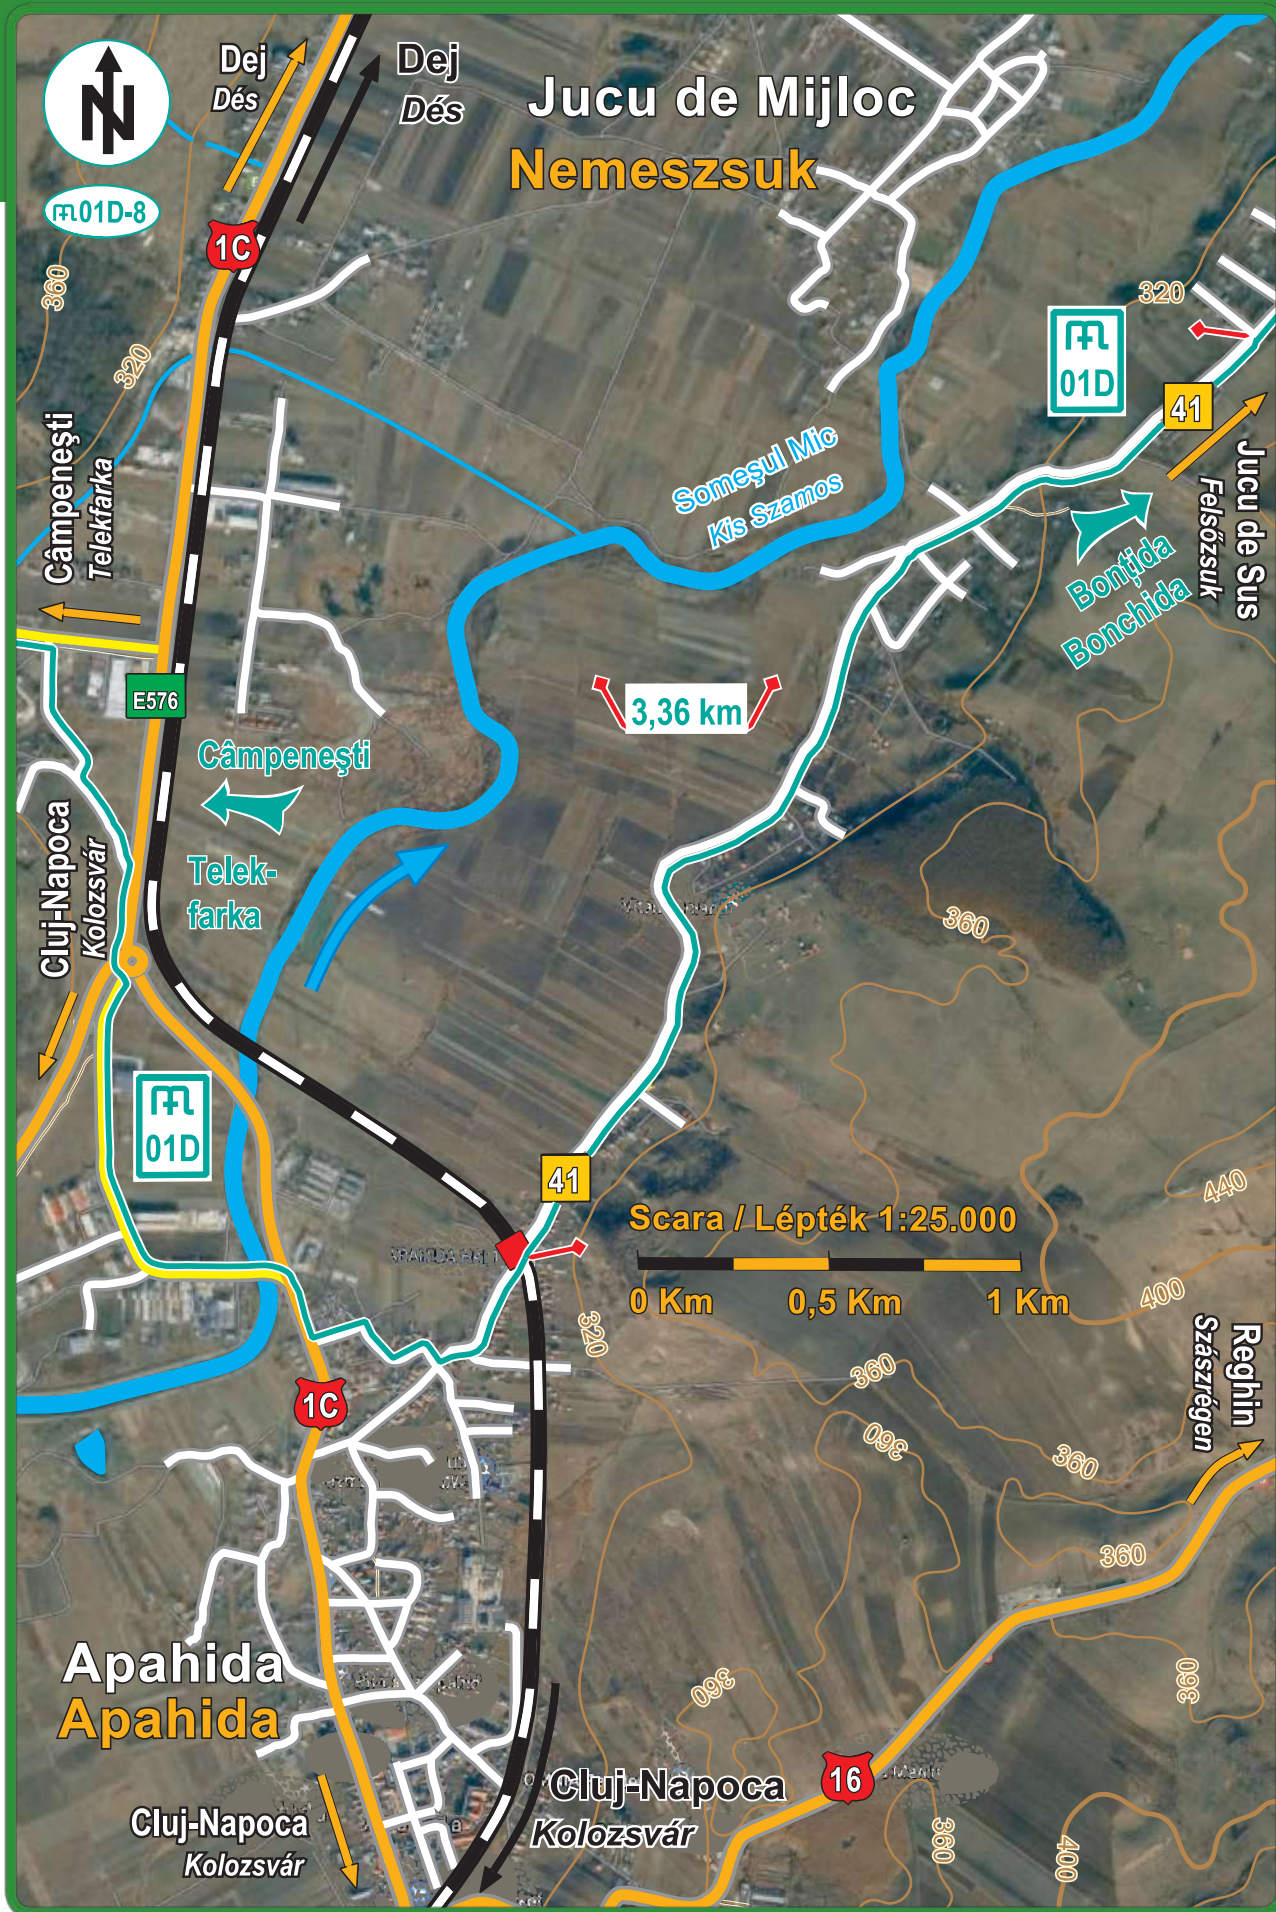 Dej
Dés
Dej
Dés
Jucu de Mijloc
Nemeszsuk
N
01D-8
1C
360
320
320
01D
41
Câmpeneşti
Telekfarka
Someşul Mic
Kis Szamos
Jucu de Sus
Felsőzsuk
Bonţida
Bonchida
E576
3,36 km
Câmpeneşti
Telek-
farka
Cluj-Napoca
Kolozsvár
360
01D
41
440
Scara / Lépték 1:25.000
0 Km 0,5 Km 1 Km
400
320
Reghin
Szászrégen
360
1C
360
360
360
360
360
Apahida
Apahida
Cluj-Napoca
Kolozsvár
Cluj-Napoca
Kolozsvár
16
360
400